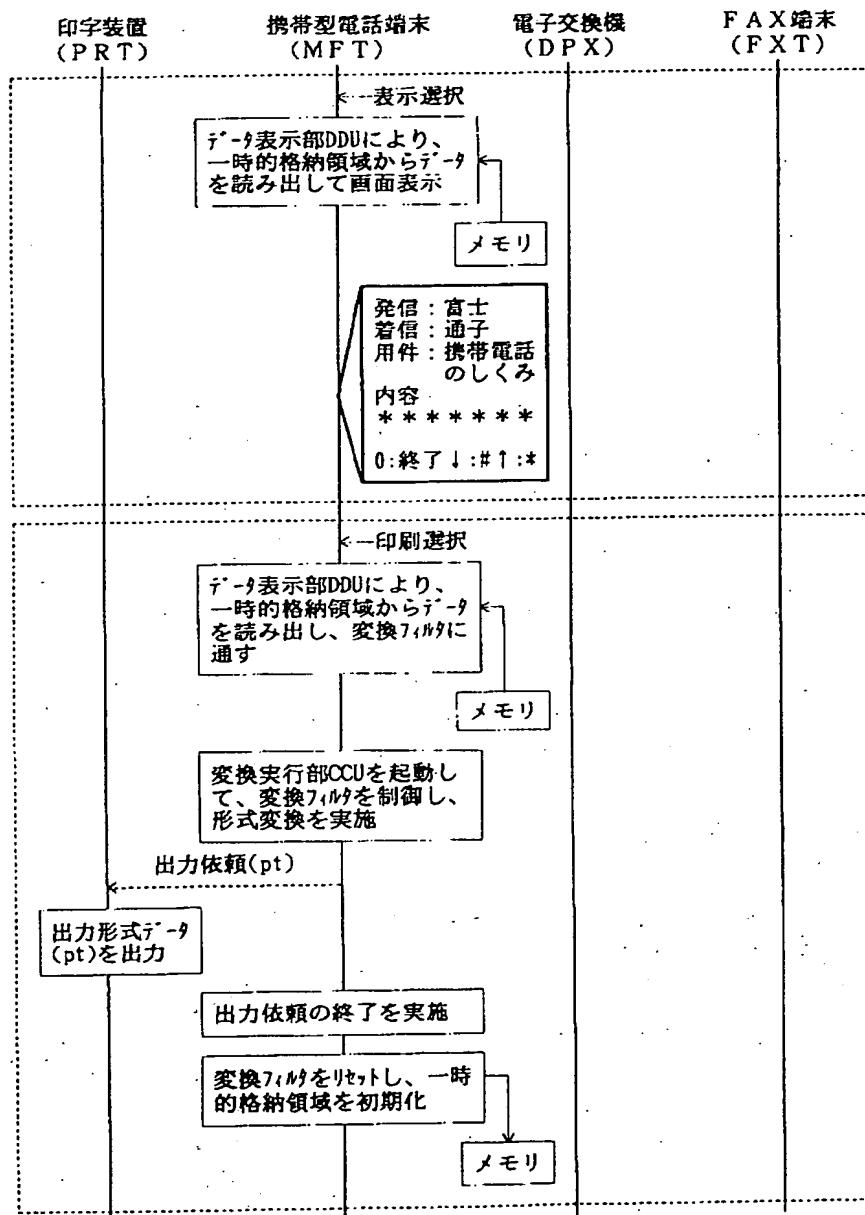 印字装置 携帯型電話端末 電子交換機 FAX端末
(PRT) (MFT) (DPX) (FXT)
表示選択
データ表示部DDUにより、
一時的格納領域からデータ
を読み出して画面表示
メモリ
発信：富士
着信：通子
用件：携帯電話
のしくみ
内容
*******
0:終了↓:#↑:*
印刷選択
データ表示部DDUにより、
一時的格納領域からデータ
を読み出し、変換フィルタに
通す
メモリ
変換実行部CCUを起動し
て、変換フィルタを制御し、
形式変換を実施
出力依頼(pt)
出力形式データ
(pt)を出力
出力依頼の終了を実施
変換フィルタをリセットし、一時
的格納領域を初期化
メモリ